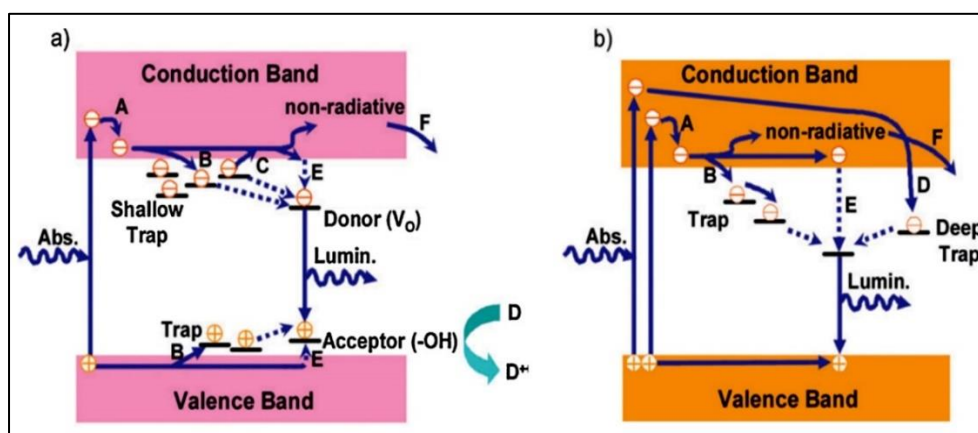 a)
Conduction Band
A
non-radiative
F
B
C
E
Shallow
Trap
Donor (V_O)
Abs.
Lumin.
Trap
B
Acceptor (-OH)
E
D
D⁺•
Valence Band
b)
Conduction Band
A
non-radiative
F
B
D
E
Trap
Deep
Trap
Abs.
Lumin.
Valence Band